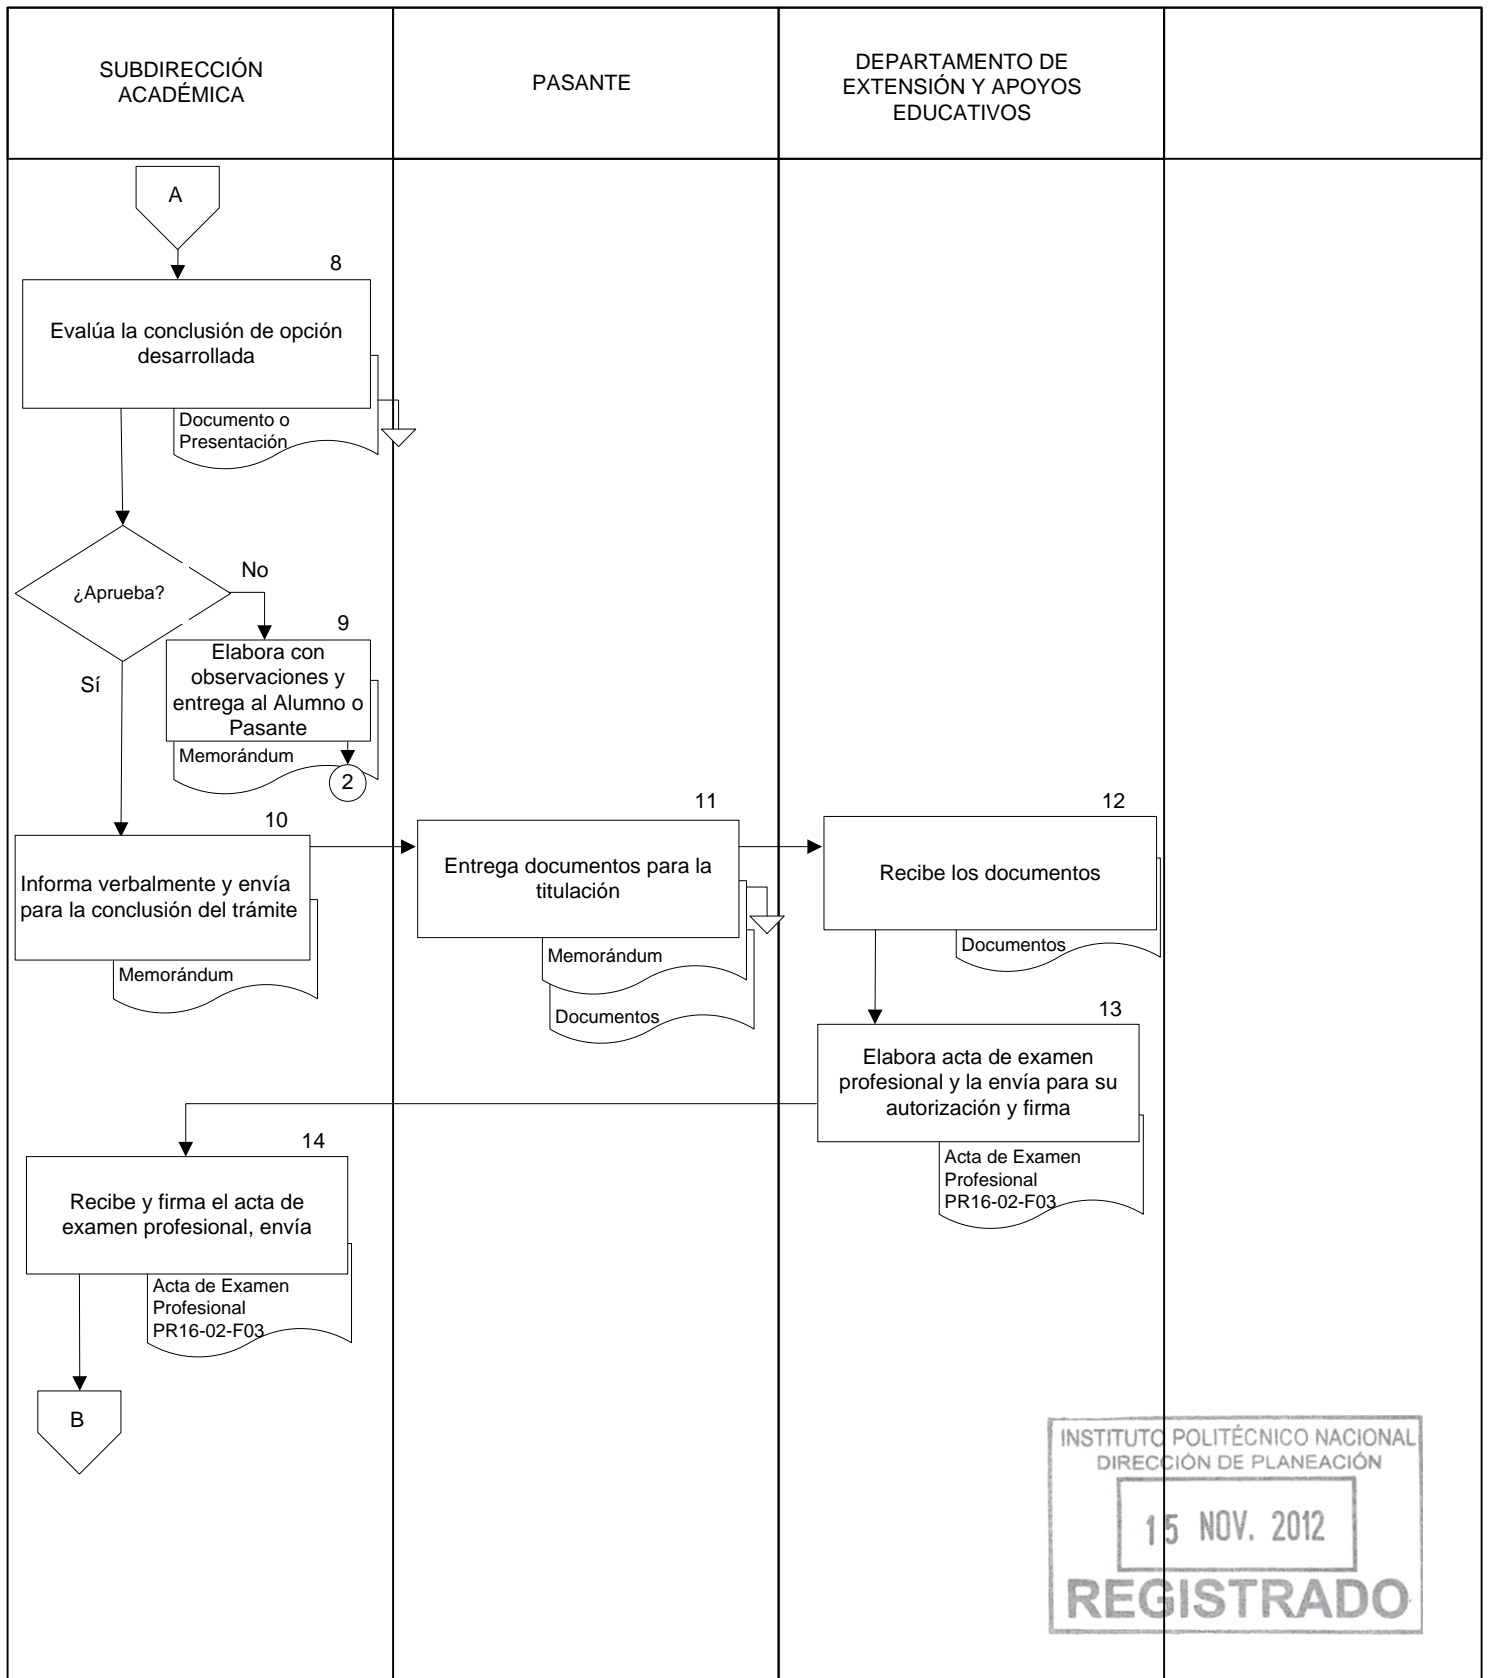 SUBDIRECCIÓN
ACADÉMICA
PASANTE
DEPARTAMENTO DE
EXTENSIÓN Y APOYOS
EDUCATIVOS
A
8
Evalúa la conclusión de opción
desarrollada
Documento o
Presentación
¿Aprueba?
No
Sí
9
Elabora con
observaciones y
entrega al Alumno o
Pasante
Memorándum
2
10
Informa verbalmente y envía
para la conclusión del trámite
Memorándum
11
Entrega documentos para la
titulación
Memorándum
Documentos
12
Recibe los documentos
Documentos
13
Elabora acta de examen
profesional y la envía para su
autorización y firma
Acta de Examen
Profesional
PR16-02-F03
14
Recibe y firma el acta de
examen profesional, envía
Acta de Examen
Profesional
PR16-02-F03
B
INSTITUTO POLITÉCNICO NACIONAL
DIRECCIÓN DE PLANEACIÓN
15 NOV. 2012
REGISTRADO